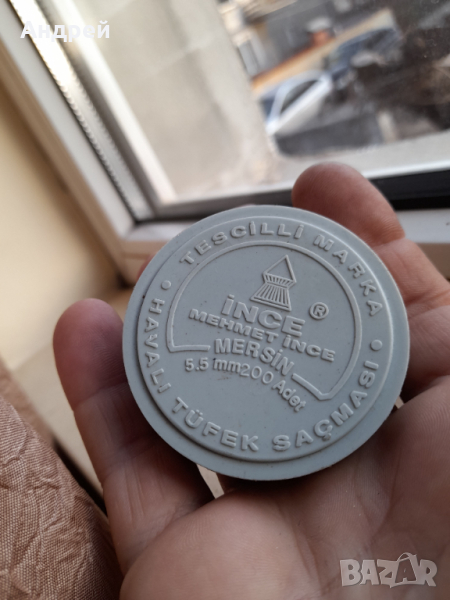 Андрей
TESCİLLİ MARKA
İNCE ®
MEHMET İNCE
MERSİN
5.5 mm 200 Adet
• HAVALI TÜFEK SAÇMASI •
BAZAR